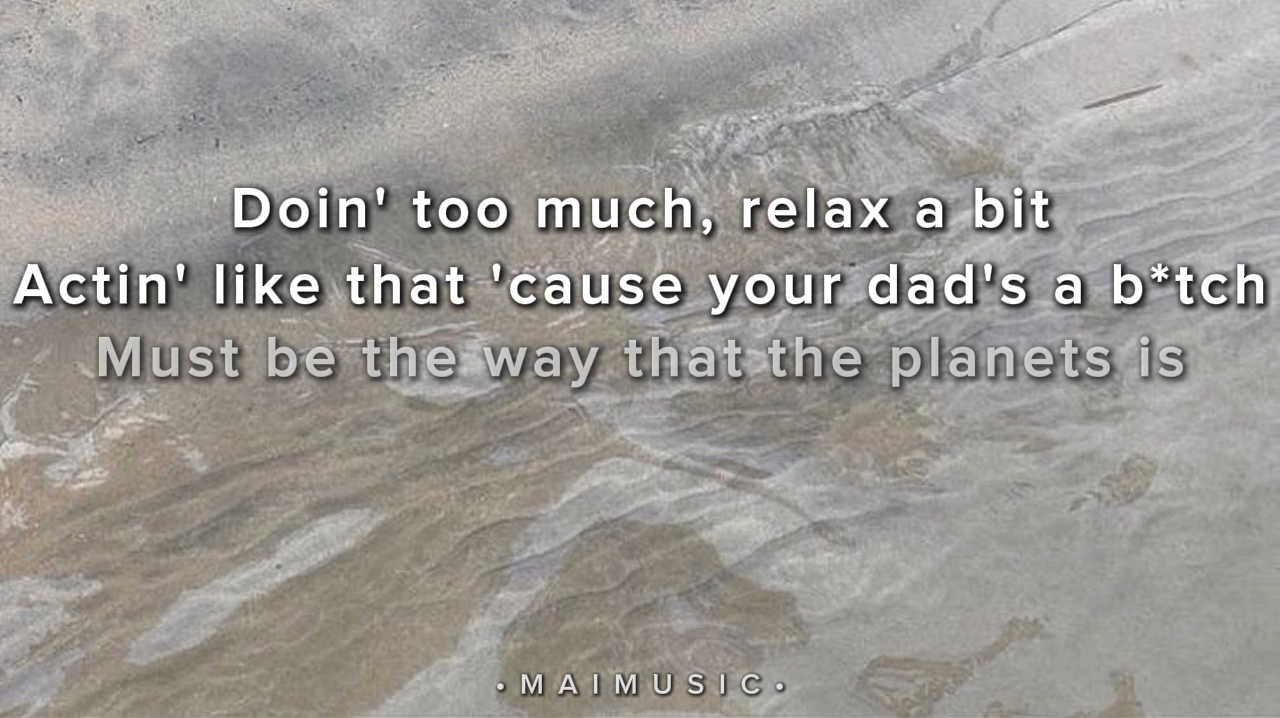 Doin' too much, relax a bit
Actin' like that 'cause your dad's a b*tch
Must be the way that the planets is
• MAIMUSIC •